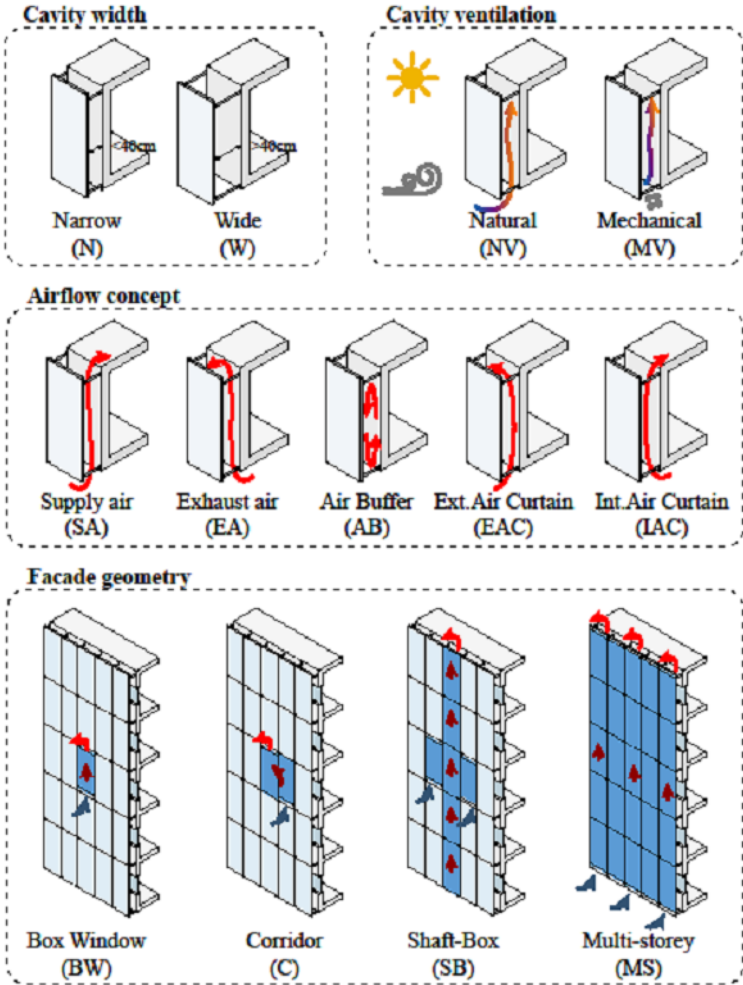 Cavity width
Cavity ventilation
<40cm
>40cm
Narrow
(N)
Wide
(W)
Natural
(NV)
Mechanical
(MV)
Airflow concept
Supply air
(SA)
Exhaust air
(EA)
Air Buffer
(AB)
Ext.Air Curtain
(EAC)
Int.Air Curtain
(IAC)
Facade geometry
Box Window
(BW)
Corridor
(C)
Shaft-Box
(SB)
Multi-storey
(MS)